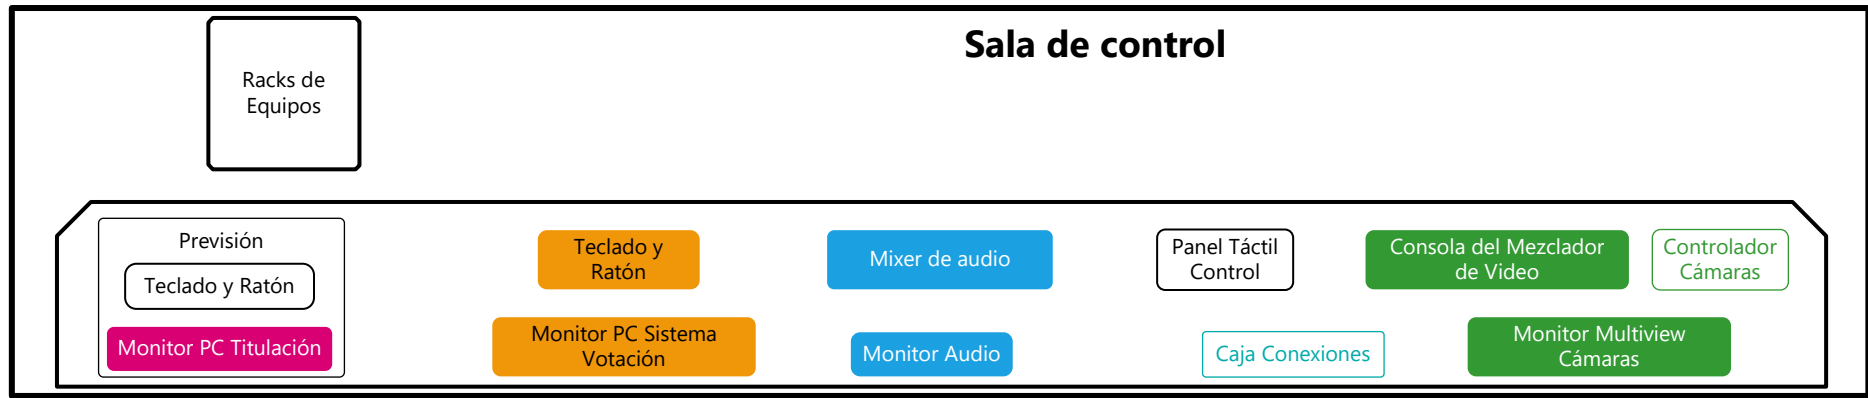 Sala de control
Racks de
Equipos
Previsión
Teclado y Ratón
Monitor PC Titulación
Teclado y
Ratón
Monitor PC Sistema
Votación
Mixer de audio
Monitor Audio
Panel Táctil
Control
Caja Conexiones
Consola del Mezclador
de Video
Controlador
Cámaras
Monitor Multiview
Cámaras